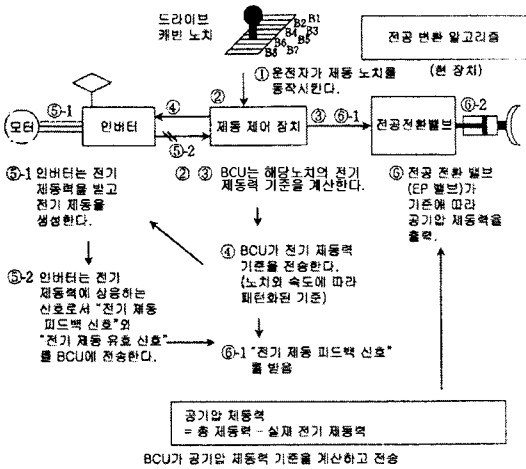 드라이브
캐빈 노치
B1
B2
B3
B4
B5
B6
B7
B8
전공 변환 알고리즘
(현 장치)
① 운전자가 제동 노치를
동작시킨다.
모터
⑤-1
인버터
④
②
⑤-2
제동 제어 장치
③ ⑥-1
전공전환밸브
⑥-2
⑤-1 인버터는 전기
제동력을 받고
전기 제동을
생성한다.
② ③ BCU는 해당노치의 전기
제동력 기준을 계산한다.
⑥ 전공 전환 밸브
(EP 밸브)가
기준에 따라
공기압 제동력을
출력.
④ BCU가 전기 제동력
기준을 전송한다.
(노치와 속도에 따라
패턴화된 기준)
⑤-2 인버터는 전기
제동력에 상응하는
신호로서 "전기 제동
피드백 신호"와
"전기 제동 유효 신호"
를 BCU에 전송한다.
⑥-1 "전기 제동 피드백 신호"
를 받음
공기압 제동력
= 총 제동력 - 실재 전기 제동력
BCU가 공기압 제동력 기준을 계산하고 전송